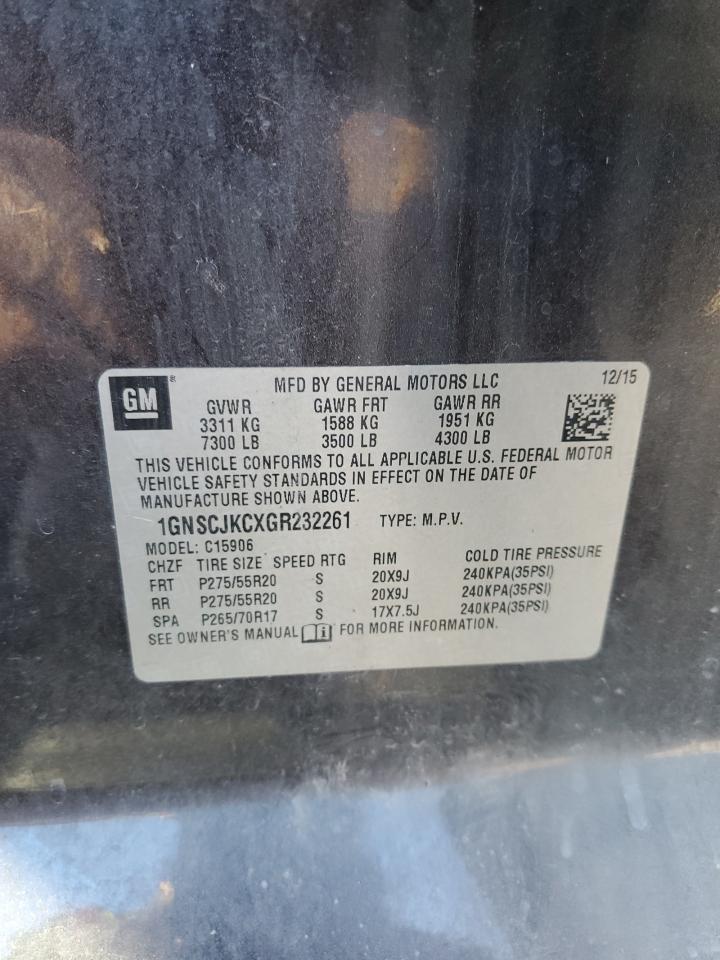 GM ®
MFD BY GENERAL MOTORS LLC 12/15
GVWR GAWR FRT GAWR RR
3311 KG 1588 KG 1951 KG
7300 LB 3500 LB 4300 LB
THIS VEHICLE CONFORMS TO ALL APPLICABLE U.S. FEDERAL MOTOR
VEHICLE SAFETY STANDARDS IN EFFECT ON THE DATE OF
MANUFACTURE SHOWN ABOVE.
1GNSCJKCXGR232261 TYPE: M.P.V.
MODEL: C15906
CHZF TIRE SIZE SPEED RTG RIM COLD TIRE PRESSURE
FRT P275/55R20 S 20X9J 240KPA(35PSI)
RR P275/55R20 S 20X9J 240KPA(35PSI)
SPA P265/70R17 S 17X7.5J 240KPA(35PSI)
SEE OWNER'S MANUAL FOR MORE INFORMATION.